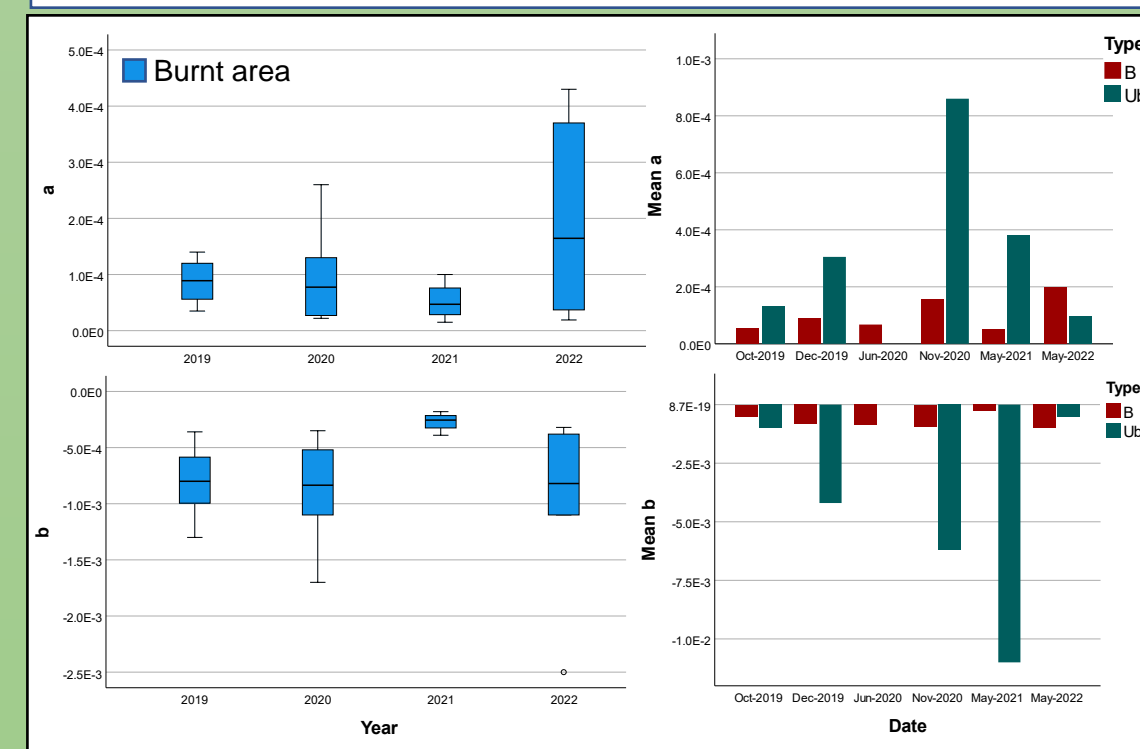 5.0E-4
4.0E-4
3.0E-4
2.0E-4
1.0E-4
0.0E0
a
Burnt area
2019 2020 2021 2022
1.0E-3
8.0E-4
6.0E-4
4.0E-4
2.0E-4
0.0E0
Mean a
Type
B
Oct-2019 Dec-2019 Jun-2020 Nov-2020 May-2021 May-2022
0.0E0
-5.0E-4
-1.0E-3
-1.5E-3
-2.0E-3
-2.5E-3
b
2019 2020 2021 2022
Year
8.7E-19
-2.5E-3
-5.0E-3
-7.5E-3
-1.0E-2
Mean b
Type
B
Oct-2019 Dec-2019 Jun-2020 Nov-2020 May-2021 May-2022
Date